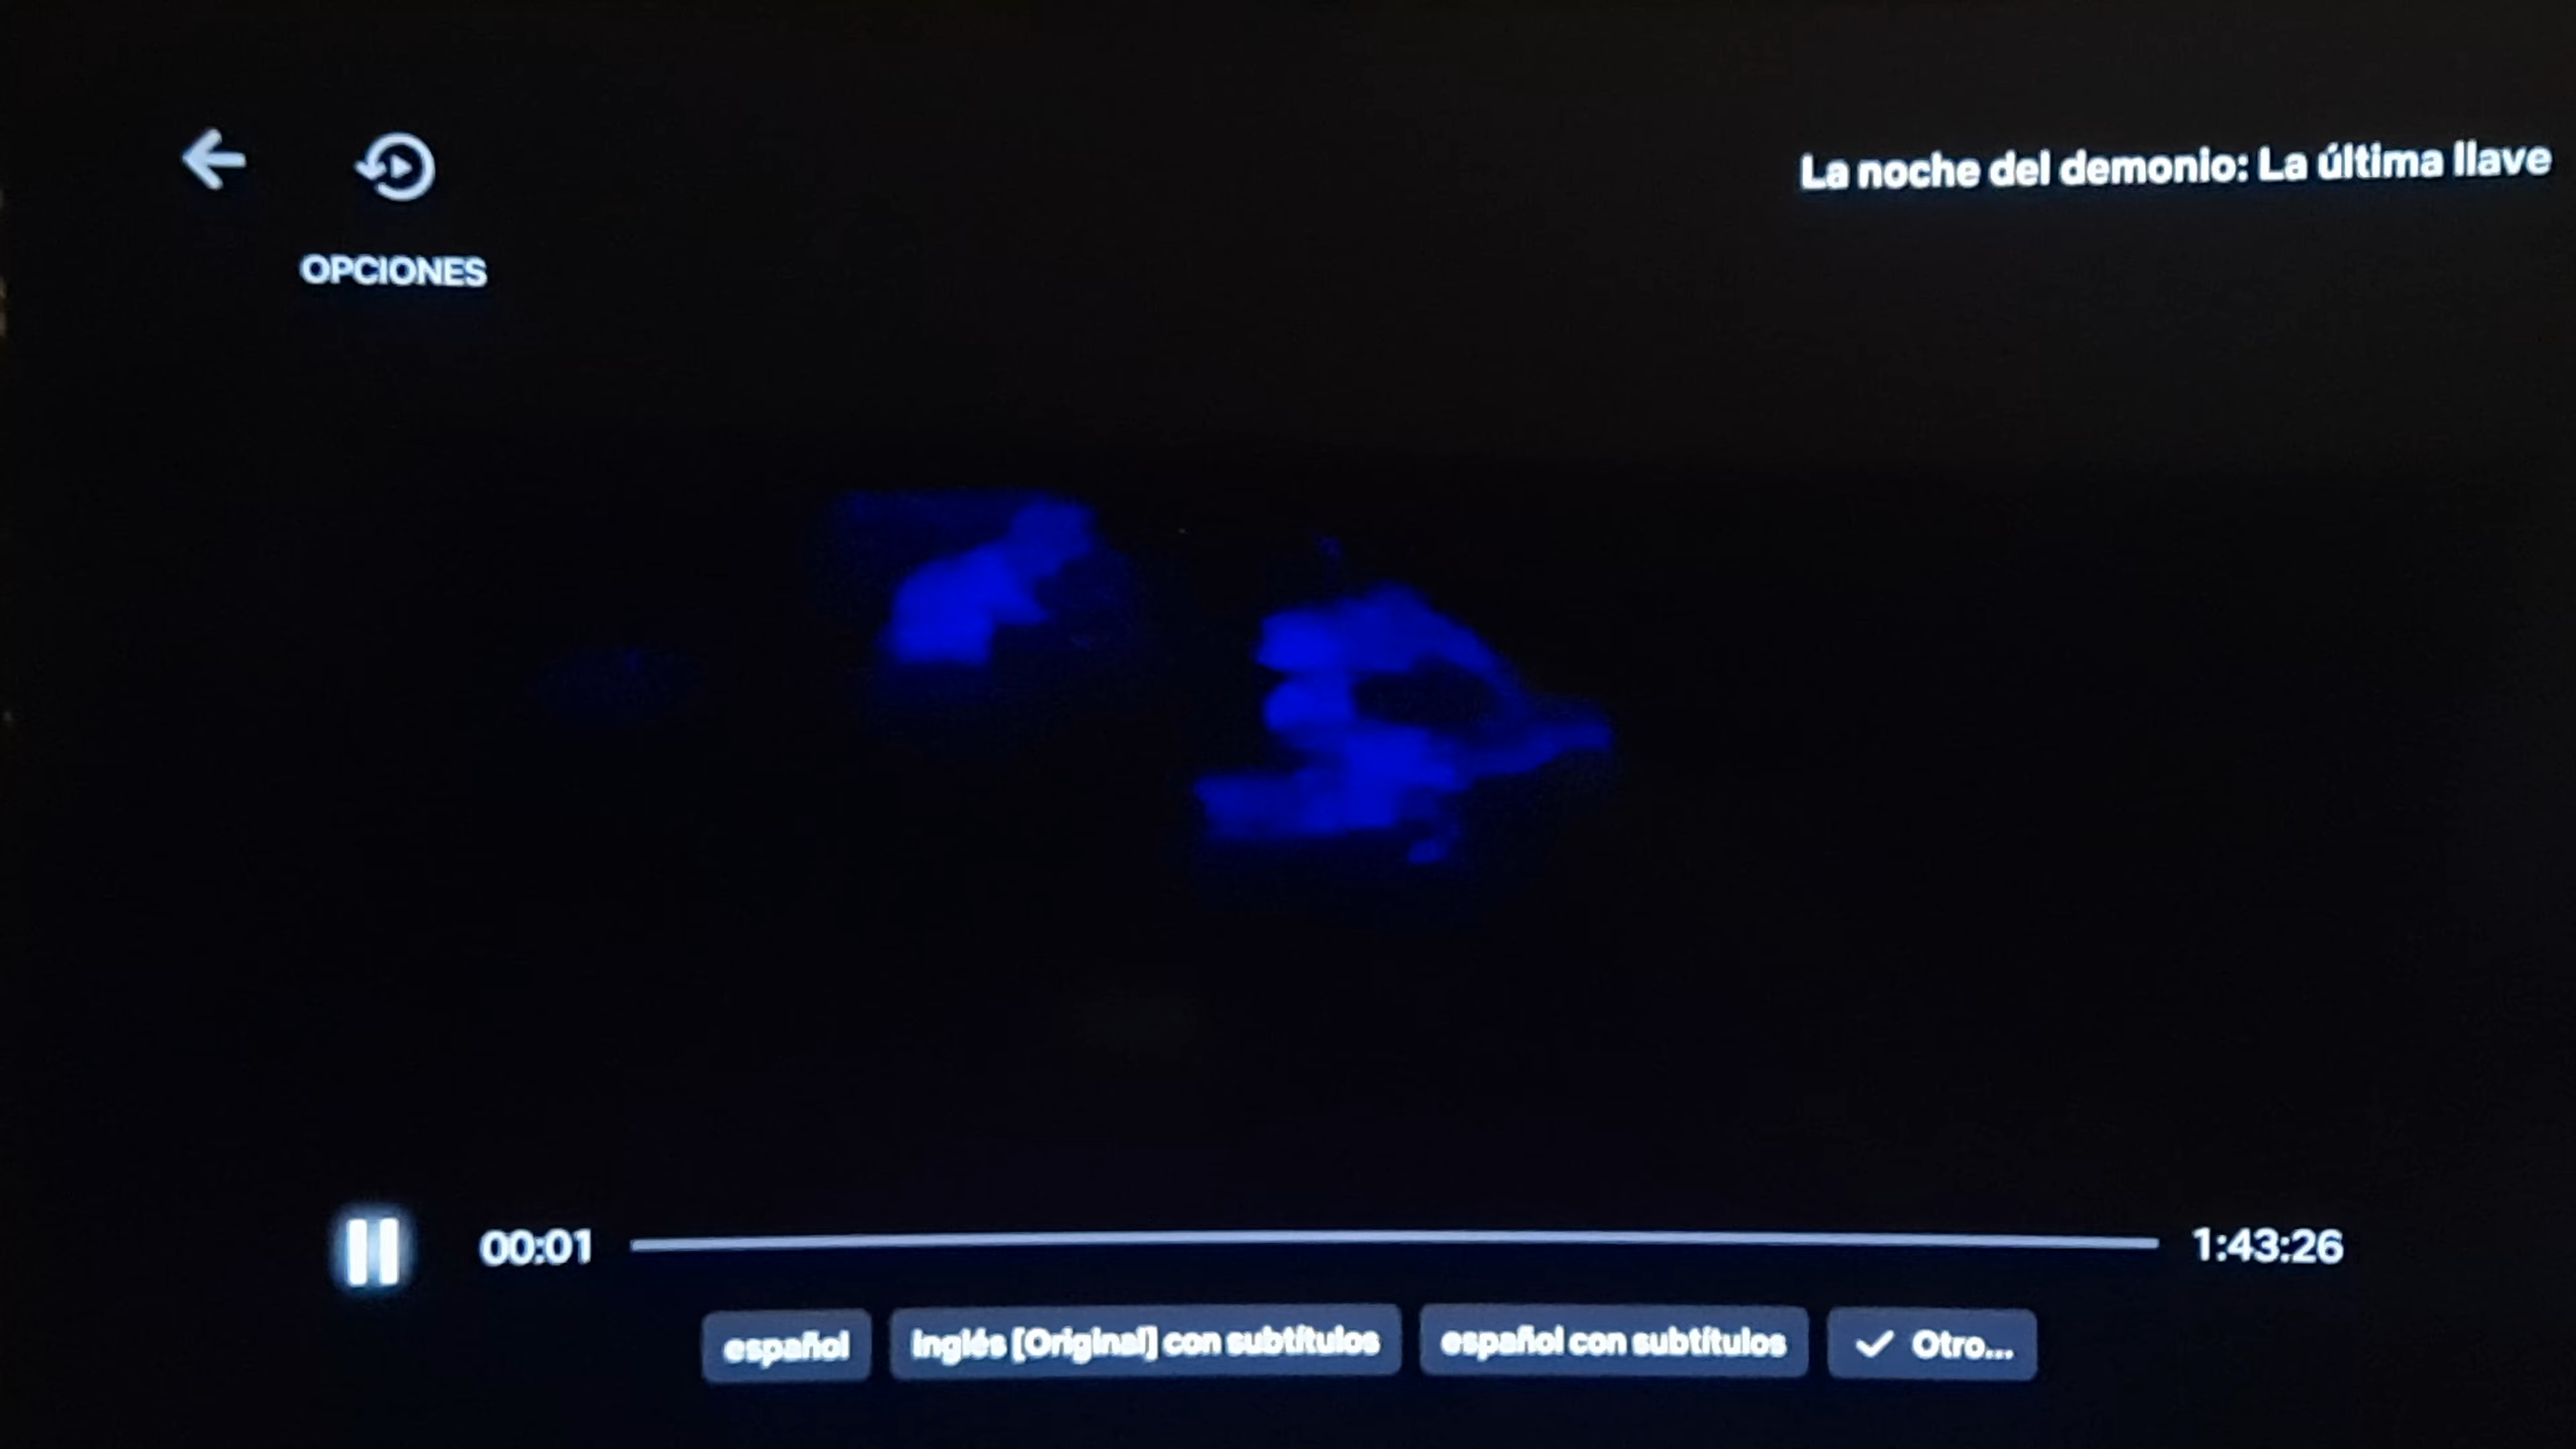 La noche del demonio: La última llave
OPCIONES
00:01
1:43:26
español
Inglés [Original] con subtítulos
español con subtítulos
Otro...